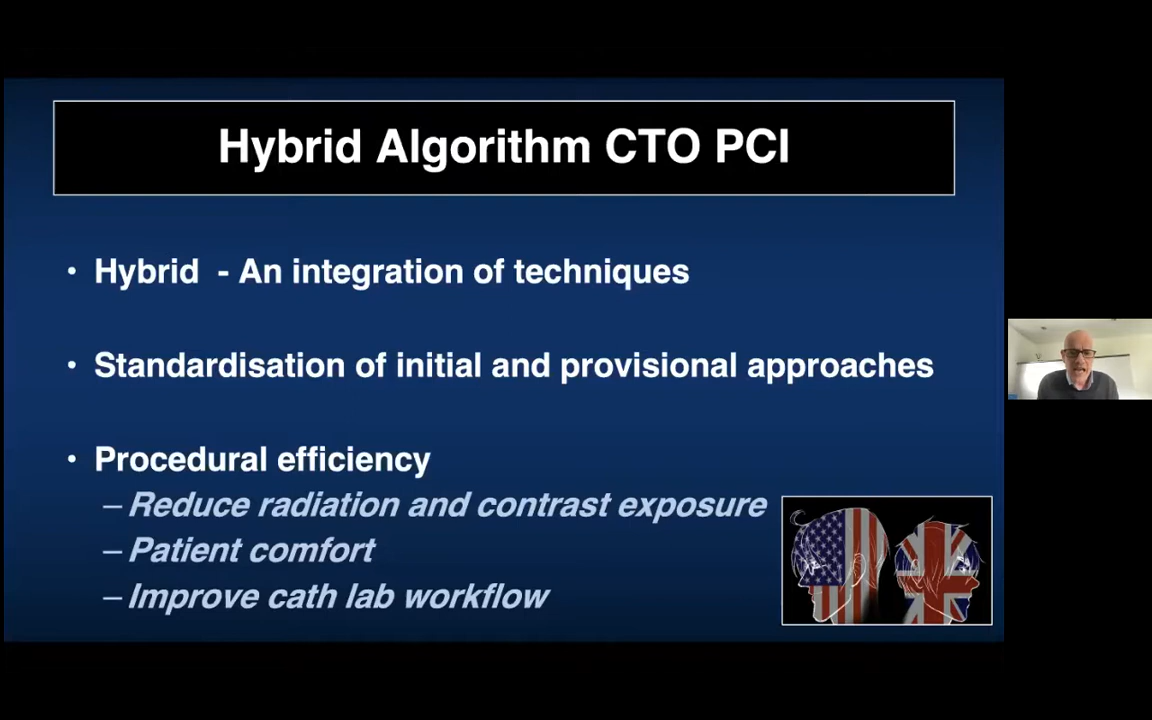 Hybrid Algorithm CTO PCI
• Hybrid - An integration of techniques
• Standardisation of initial and provisional approaches
• Procedural efficiency
– Reduce radiation and contrast exposure
– Patient comfort
– Improve cath lab workflow